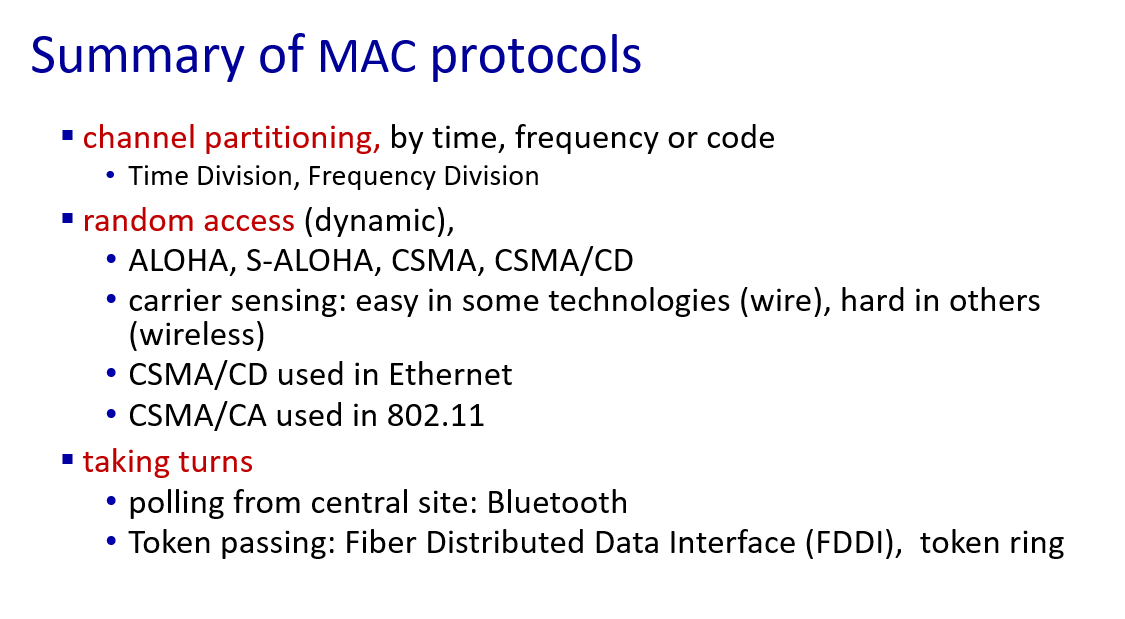 Summary of MAC protocols
▪ channel partitioning, by time, frequency or code
• Time Division, Frequency Division
▪ random access (dynamic),
• ALOHA, S-ALOHA, CSMA, CSMA/CD
• carrier sensing: easy in some technologies (wire), hard in others
(wireless)
• CSMA/CD used in Ethernet
• CSMA/CA used in 802.11
▪ taking turns
• polling from central site: Bluetooth
• Token passing: Fiber Distributed Data Interface (FDDI),  token ring